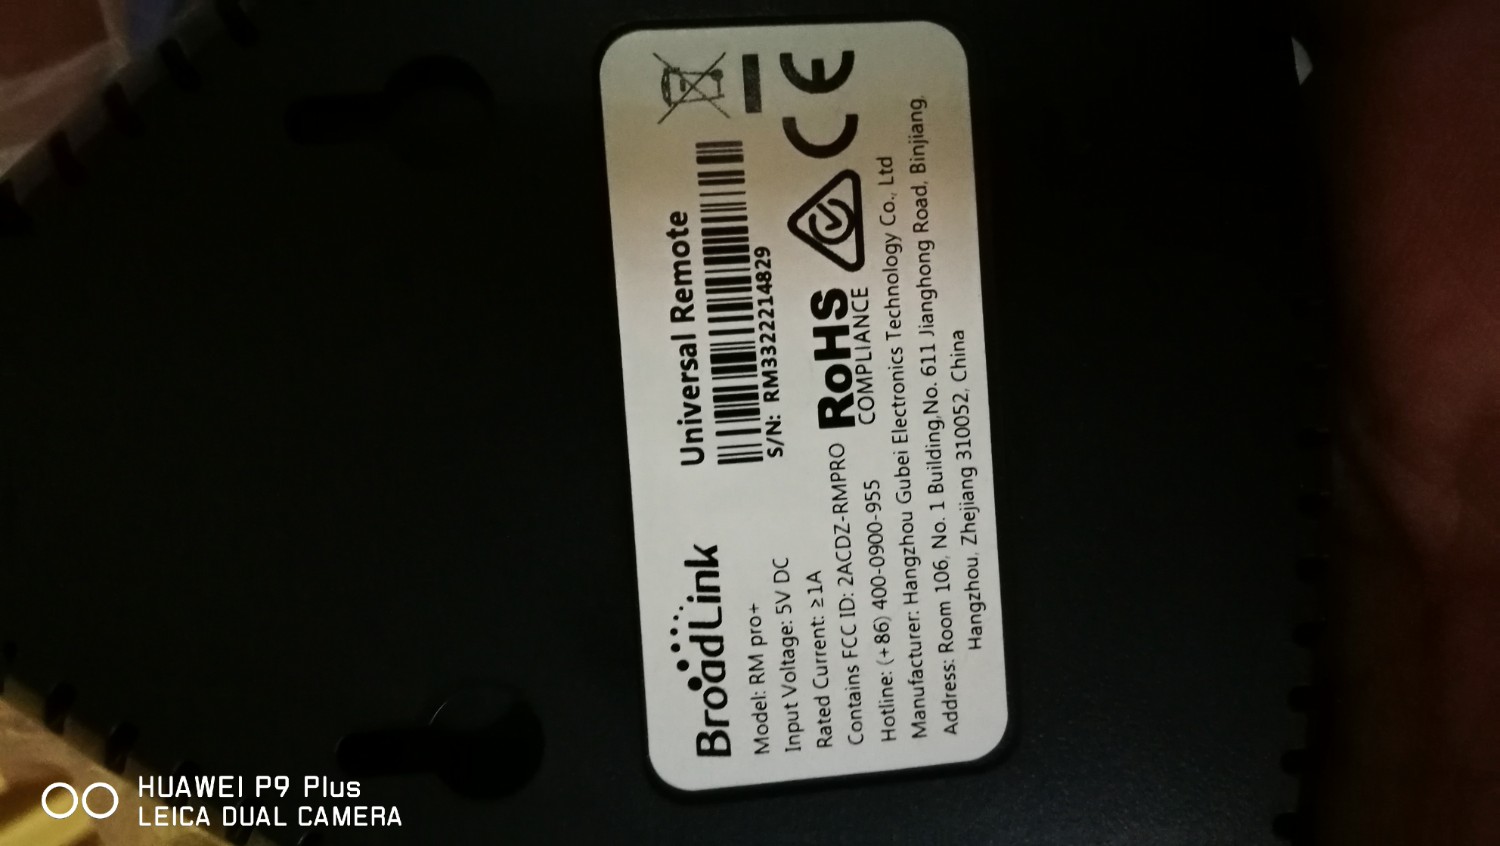 BroadLink
Universal Remote
Model: RM pro+
Input Voltage: 5V DC
Rated Current: ≥1A
S/N: RM3322214829
Contains FCC ID: 2ACDZ-RMPRO
RoHS
COMPLIANCE
CE
Hotline: (+86) 400-0900-955
Manufacturer: Hangzhou Gubei Electronics Technology Co., Ltd
Address: Room 106, No. 1 Building,No. 611 Jianghong Road, Binjiang,
Hangzhou, Zhejiang 310052, China
HUAWEI P9 Plus
LEICA DUAL CAMERA